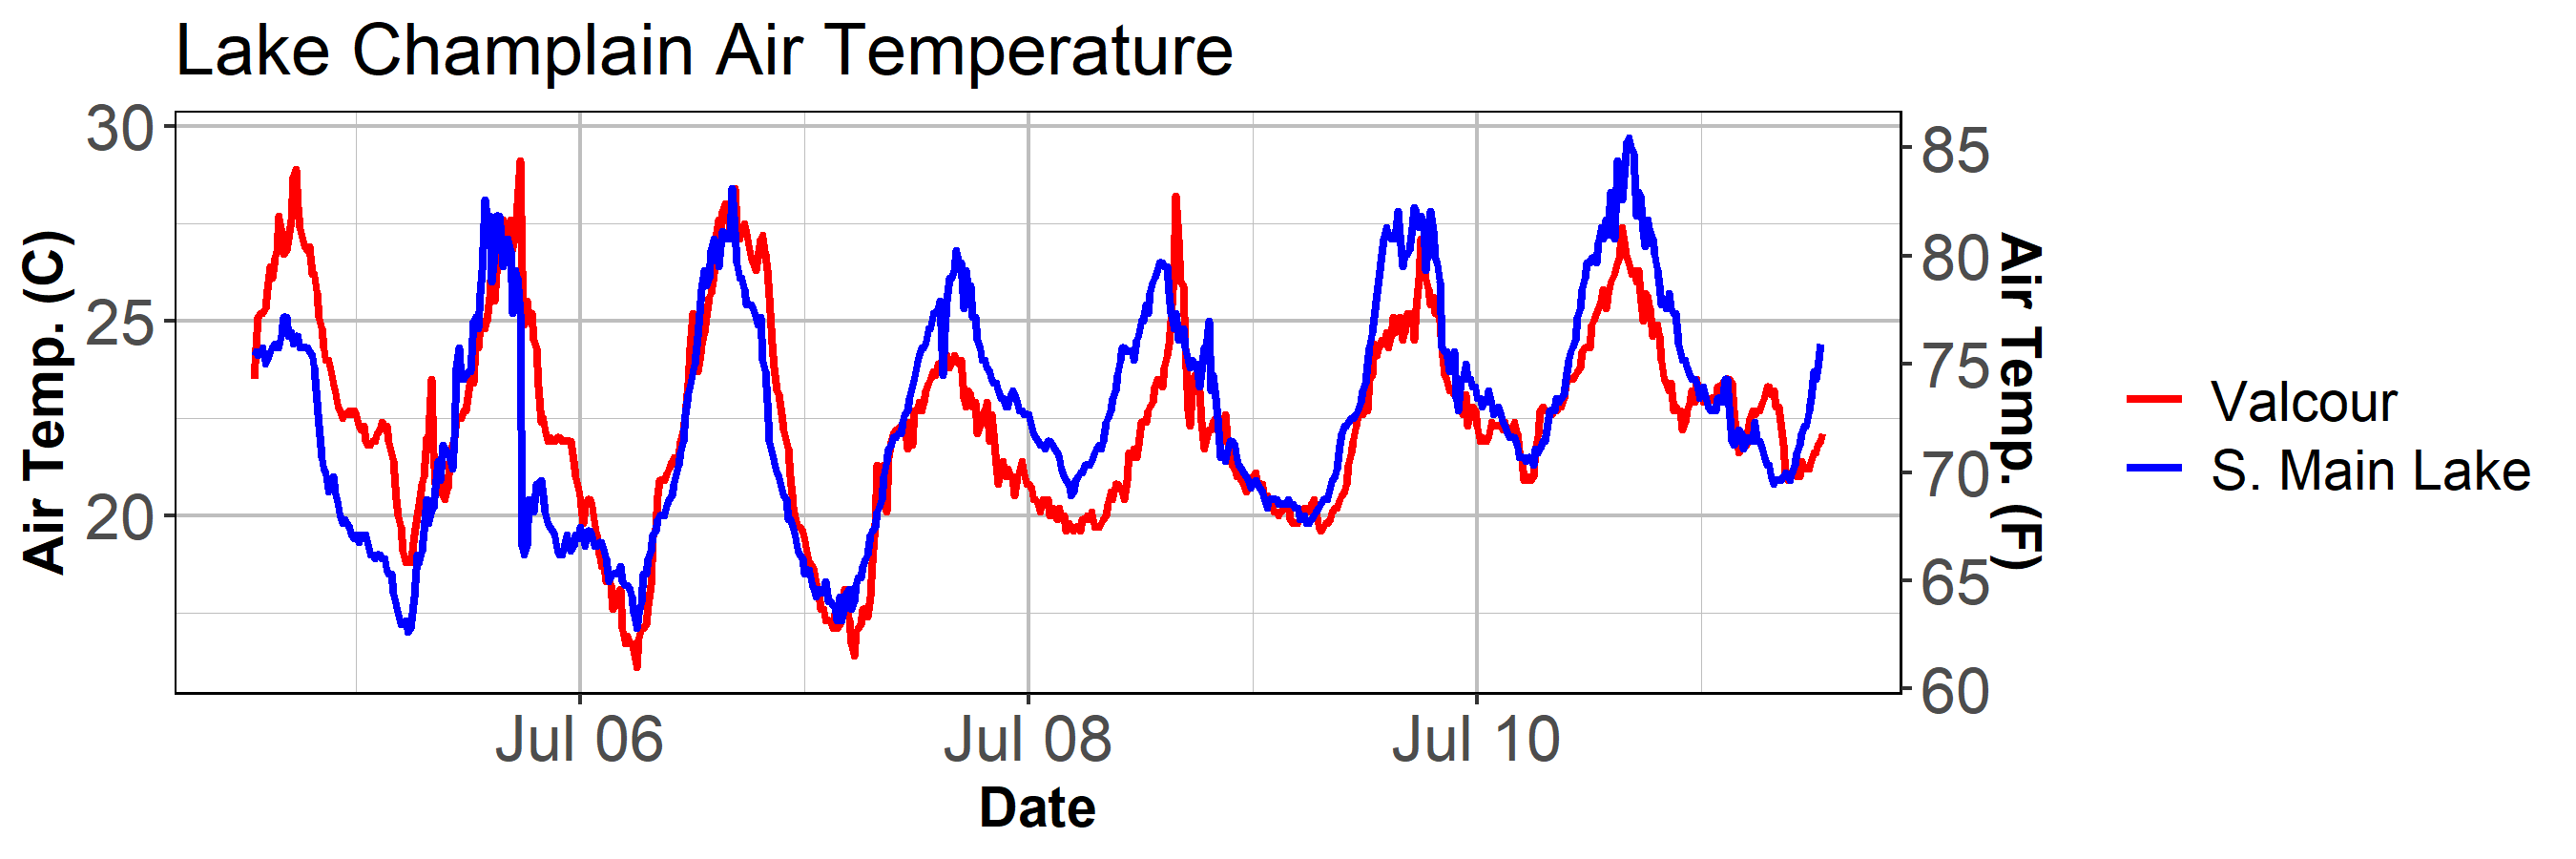 Lake Champlain Air Temperature
30
25
20
Air Temp. (C)
85
80
75
70
65
60
Air Temp. (F)
Jul 06 Jul 08 Jul 10
Date
Valcour
S. Main Lake